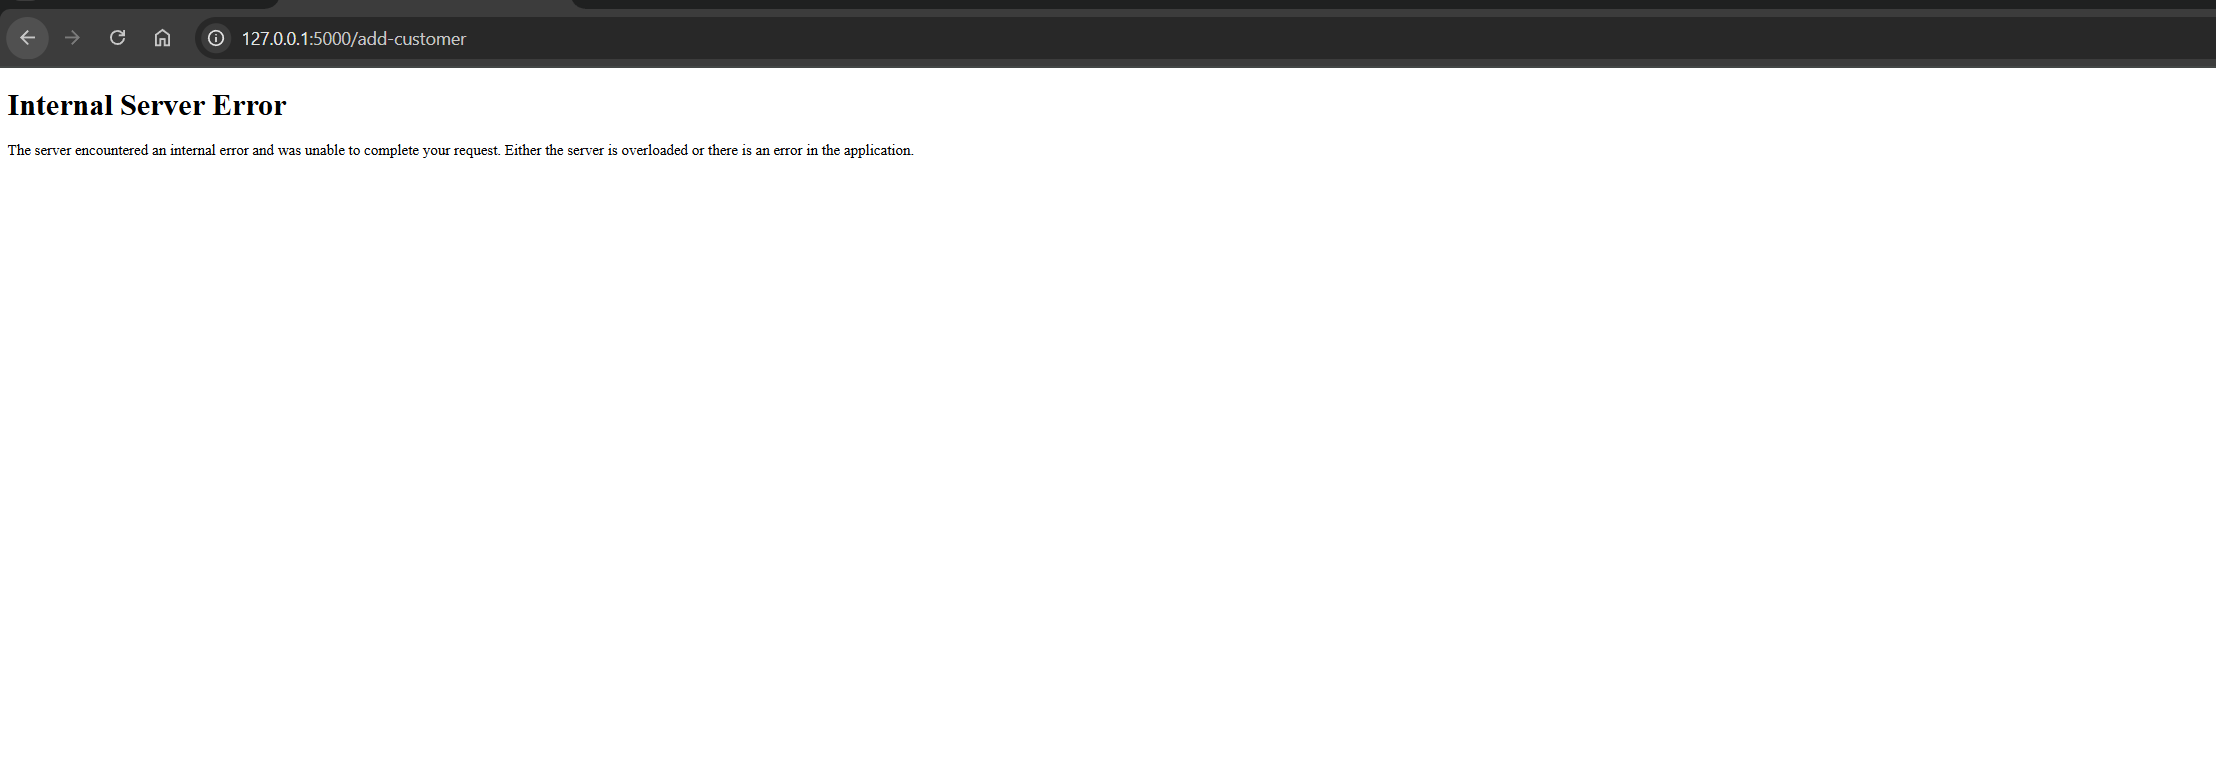 127.0.0.1:5000/add-customer
Internal Server Error
The server encountered an internal error and was unable to complete your request. Either the server is overloaded or there is an error in the application.